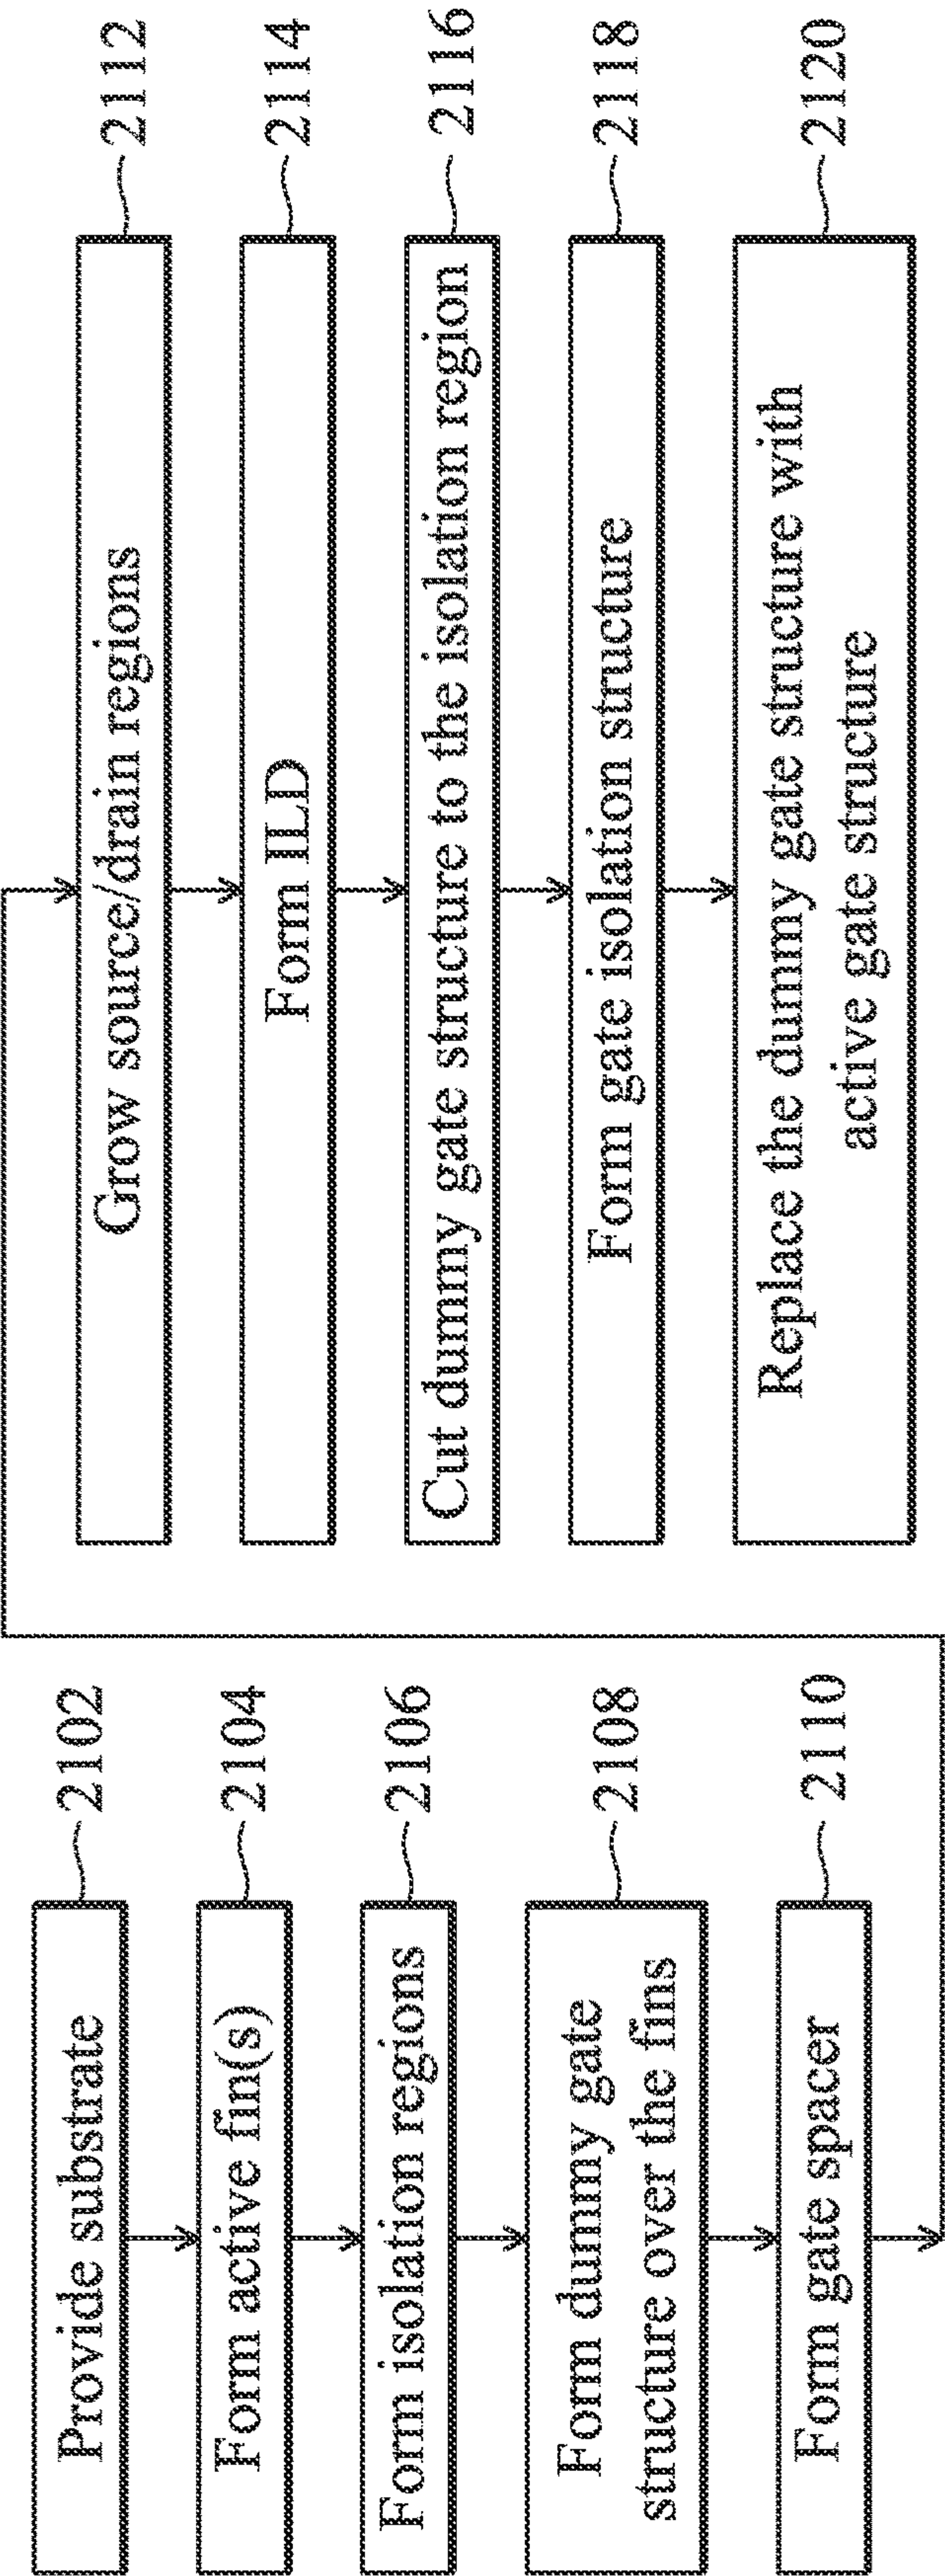 Provide substrate
2102
Form active fin(s)
2104
Form isolation regions
2106
Form dummy gate
structure over the fins
2108
Form gate spacer
2110
Grow source/drain regions
2112
Form ILD
2114
Cut dummy gate structure to the isolation region
2116
Form gate isolation structure
2118
Replace the dummy gate structure with
active gate structure
2120